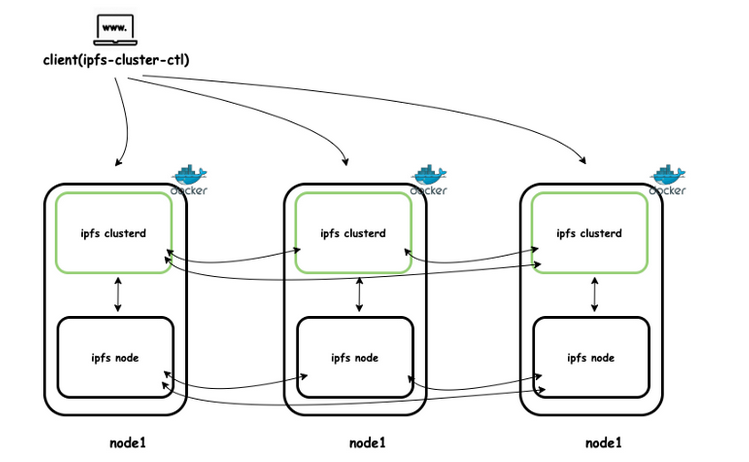 www.
client(ipfs-cluster-ctl)
docker
docker
docker
ipfs clusterd
ipfs clusterd
ipfs clusterd
ipfs node
ipfs node
ipfs node
node1
node1
node1